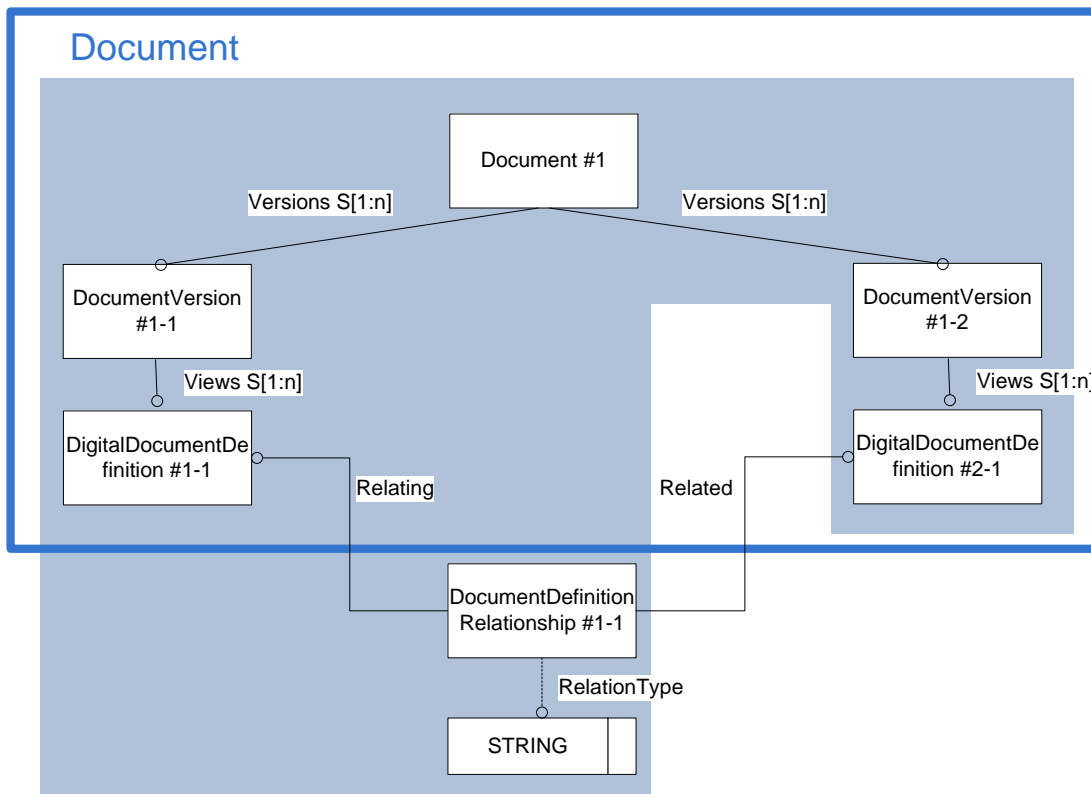 Document
Document #1
Versions S[1:n]
Versions S[1:n]
DocumentVersion
#1-1
DocumentVersion
#1-2
Views S[1:n]
Views S[1:n]
DigitalDocumentDe
finition #1-1
DigitalDocumentDe
finition #2-1
Relating
Related
DocumentDefinition
Relationship #1-1
RelationType
STRING